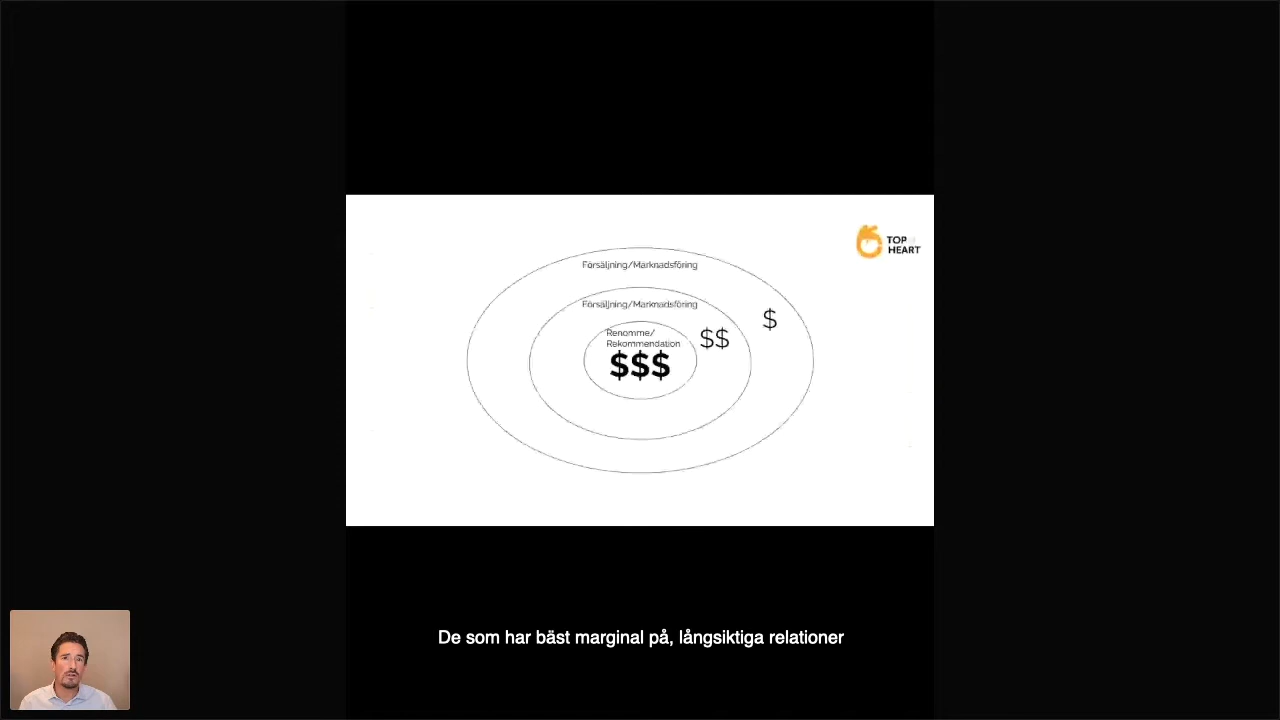 TOP
HEART
Försäljning/Marknadsföring
Försäljning/Marknadsföring
$
Renomme/
Rekommendation
$$
$$$
De som har bäst marginal på, långsiktiga relationer